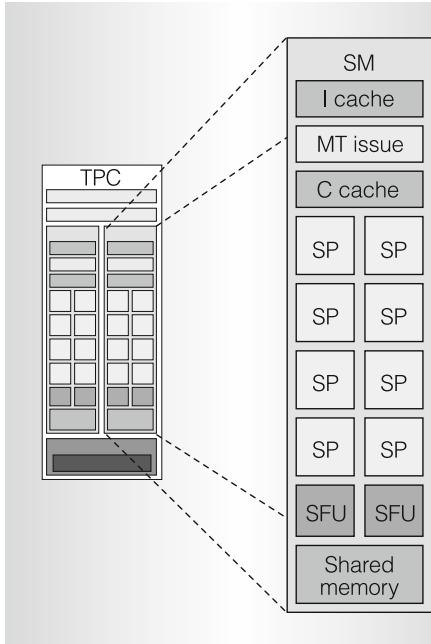 TPC
SM
I cache
MT issue
C cache
SP SP
SP SP
SP SP
SP SP
SFU SFU
Shared
memory